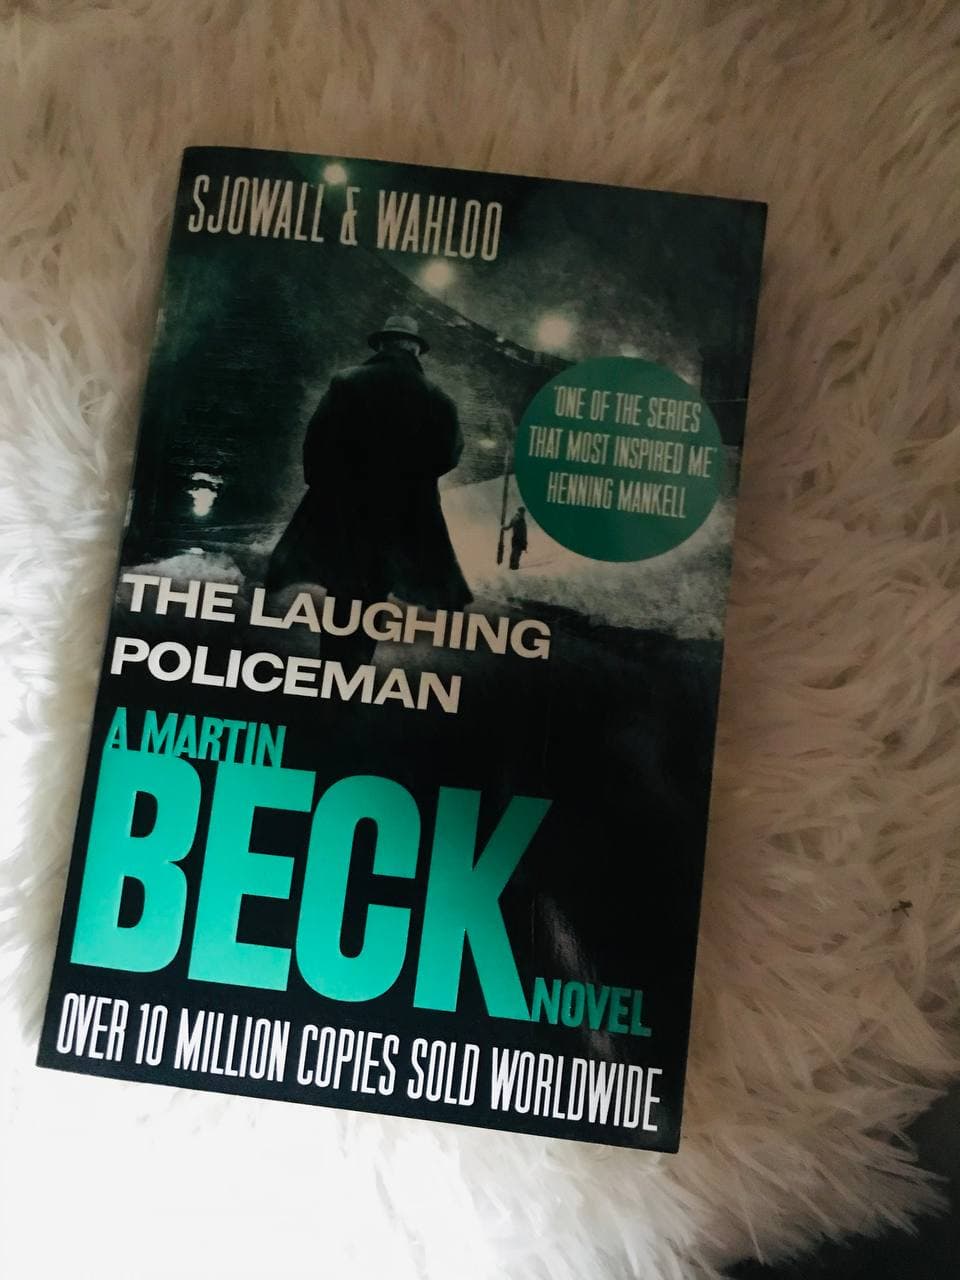 SJOWALL & WAHLOO
'ONE OF THE SERIES
THAT MOST INSPIRED ME'
HENNING MANKELL
THE LAUGHING
POLICEMAN
A MARTIN
BECK
NOVEL
OVER 10 MILLION COPIES SOLD WORLDWIDE